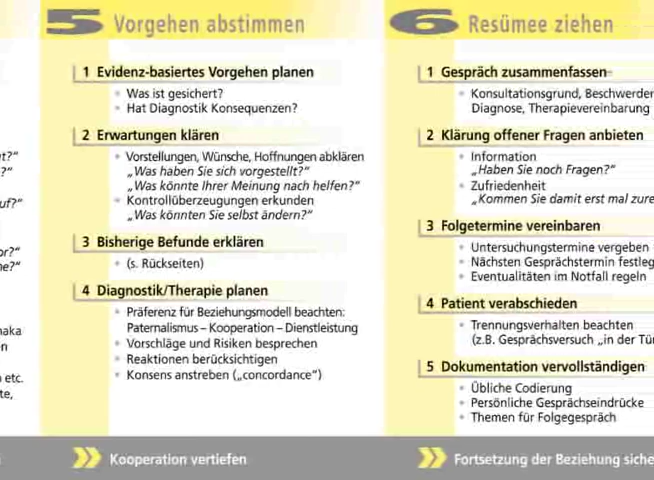 t?"
?"
uf?"
or?"
ne?"
naka
n
etc.
te,
5 Vorgehen abstimmen
1 Evidenz-basiertes Vorgehen planen
Was ist gesichert?
Hat Diagnostik Konsequenzen?
2 Erwartungen klären
Vorstellungen, Wünsche, Hoffnungen abklären
„Was haben Sie sich vorgestellt?"
„Was könnte Ihrer Meinung nach helfen?"
Kontrollüberzeugungen erkunden
„Was könnten Sie selbst ändern?"
3 Bisherige Befunde erklären
(s. Rückseiten)
4 Diagnostik/Therapie planen
Präferenz für Beziehungsmodell beachten:
Paternalismus – Kooperation – Dienstleistung
Vorschläge und Risiken besprechen
Reaktionen berücksichtigen
Konsens anstreben („concordance")
Kooperation vertiefen
6 Resümee ziehen
1 Gespräch zusammenfassen
Konsultationsgrund, Beschwerden
Diagnose, Therapievereinbarung
2 Klärung offener Fragen anbieten
Information
„Haben Sie noch Fragen?"
Zufriedenheit
„Kommen Sie damit erst mal zure
3 Folgetermine vereinbaren
Untersuchungstermine vergeben
Nächsten Gesprächstermin festleg
Eventualitäten im Notfall regeln
4 Patient verabschieden
Trennungsverhalten beachten
(z.B. Gesprächsversuch „in der Tür
5 Dokumentation vervollständigen
Übliche Codierung
Persönliche Gesprächseindrücke
Themen für Folgegespräch
Fortsetzung der Beziehung siche